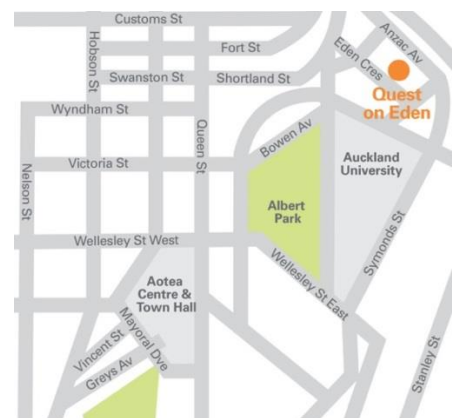 Customs St
Anzac Av
Hobson St
Fort St
Eden Cres
Swanston St
Shortland St
Quest
on Eden
Wyndham St
Queen St
Bowen Av
Nelson St
Victoria St
Auckland
University
Albert
Park
Symonds St
Wellesley St West
Wellesley St East
Aotea
Centre &
Town Hall
Mayoral Dve
Vincent St
Greys Av
Stanley St